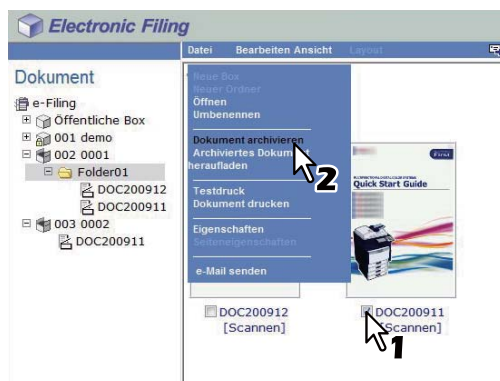 Electronic Filing
Datei Bearbeiten Ansicht Layout
Dokument
e-Filing
Öffentliche Box
001 demo
002 0001
Folder01
DOC200912
DOC200911
003 0002
DOC200911
Neue Box
Neuer Ordner
Öffnen
Umbenennen
Dokument archivieren
Archiviertes Dokument
heraufladen
Testdruck
Dokument drucken
Eigenschaften
Seiteneigenschaften
e-Mail senden
2
Quick Start Guide
DOC200912
[Scannen]
DOC200911
[Scannen]
1